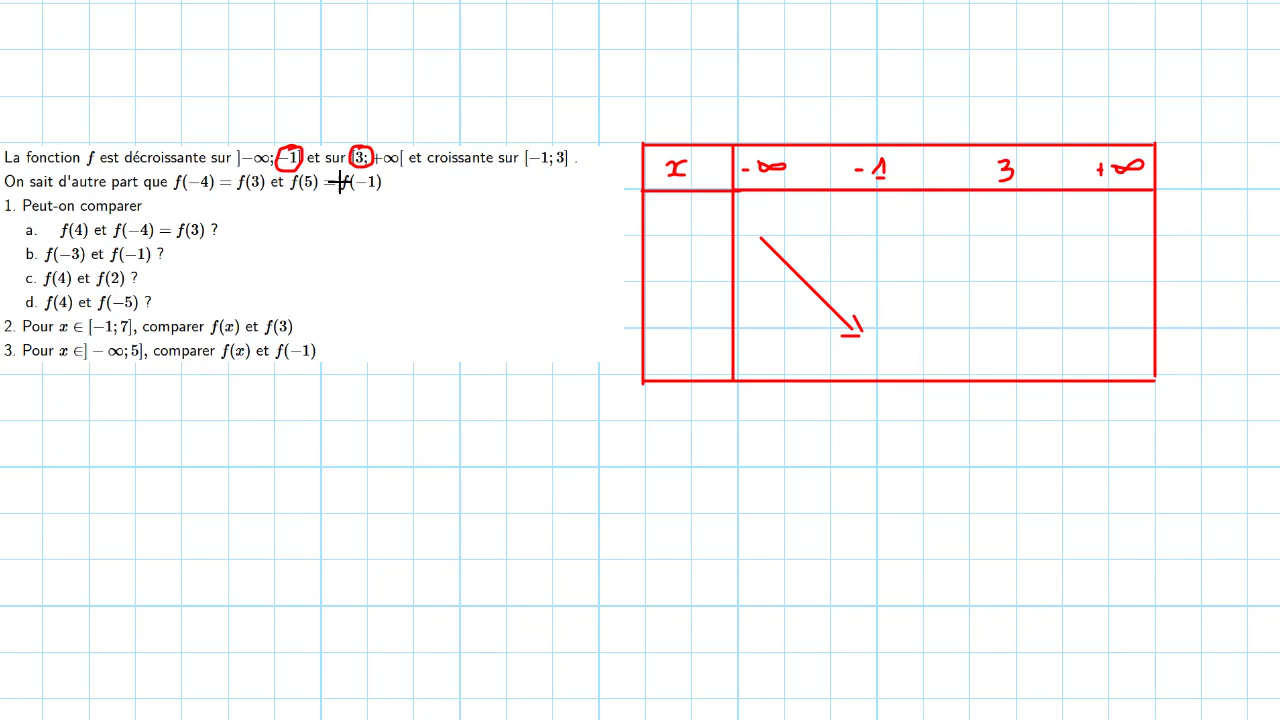 La fonction f est décroissante sur ]−∞; −1] et sur [3; +∞[ et croissante sur [−1; 3] .
On sait d'autre part que f(−4) = f(3) et f(5) = f(−1)
1. Peut-on comparer
a. f(4) et f(−4) = f(3) ?
b. f(−3) et f(−1) ?
c. f(4) et f(2) ?
d. f(4) et f(−5) ?
2. Pour x ∈ [−1; 7], comparer f(x) et f(3)
3. Pour x ∈] − ∞; 5], comparer f(x) et f(−1)
x -∞ -1 3 +∞